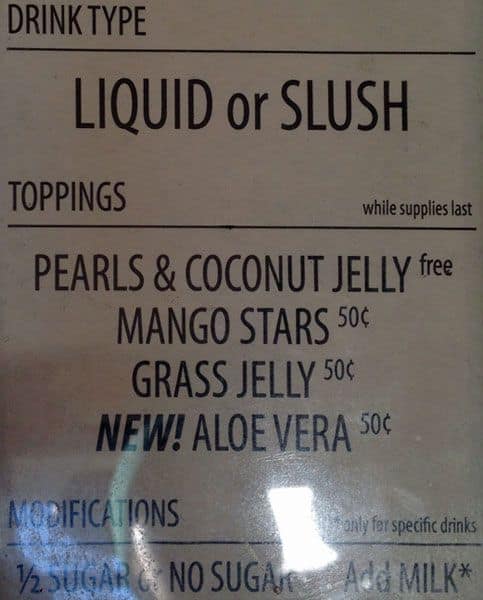 DRINK TYPE
LIQUID or SLUSH
TOPPINGS while supplies last
PEARLS & COCONUT JELLY free
MANGO STARS 50¢
GRASS JELLY 50¢
NEW! ALOE VERA 50¢
MODIFICATIONS *only for specific drinks
½ SUGAR or NO SUGAR Add MILK*